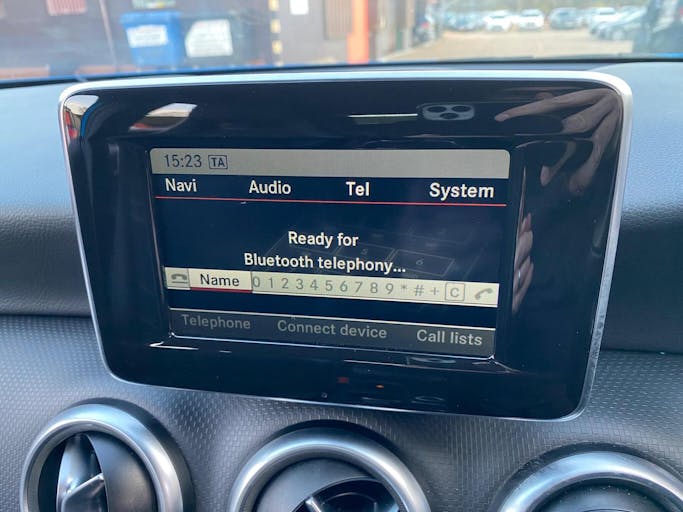 15:23 TA
Navi Audio Tel System
Ready for
Bluetooth telephony...
Name 0 1 2 3 4 5 6 7 8 9 * # + C
Telephone Connect device Call lists